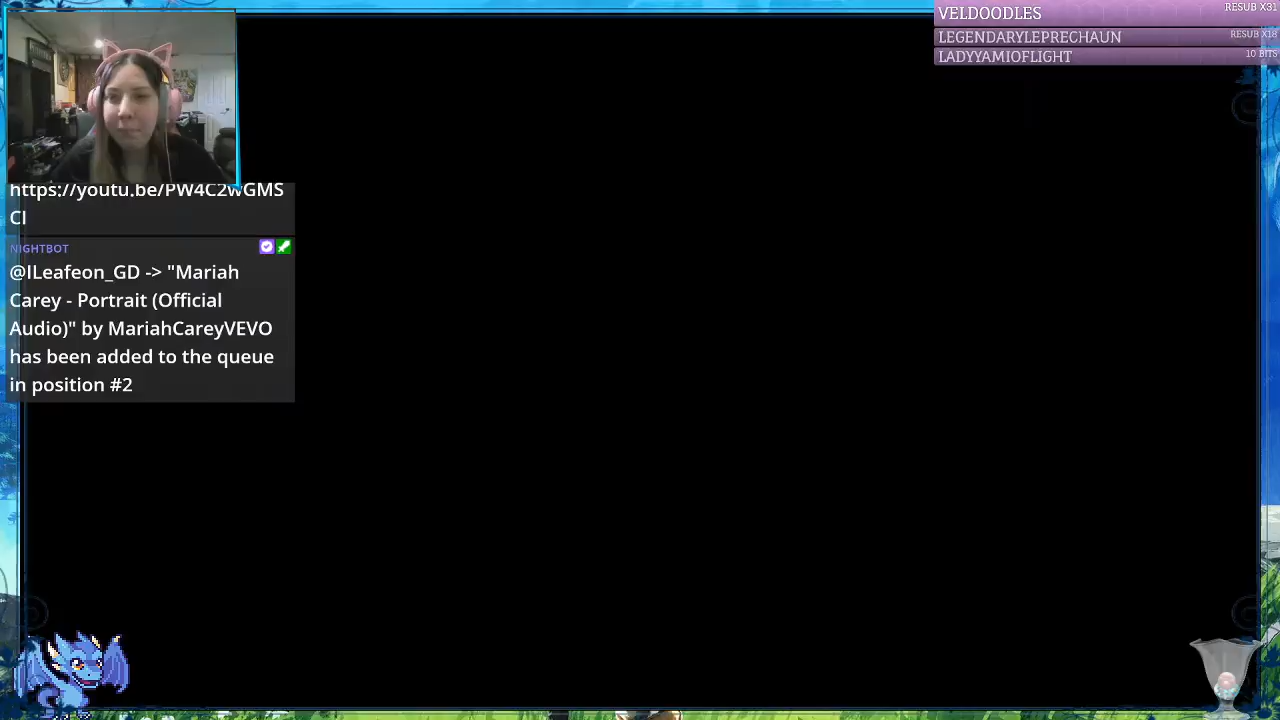 VELDOODLES
RESUB X31
LEGENDARYLEPRECHAUN
RESUB X18
LADYYAMIOFLIGHT
10 BITS
https://youtu.be/PW4C2wGMS
CI
NIGHTBOT
@ILeafeon_GD -> "Mariah
Carey - Portrait (Official
Audio)" by MariahCareyVEVO
has been added to the queue
in position #2